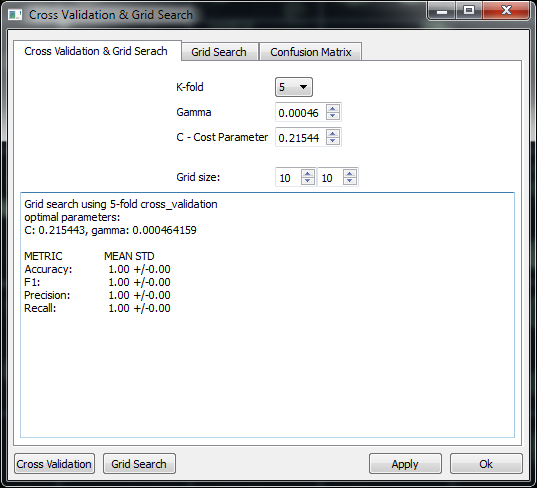 Cross Validation & Grid Search
Cross Validation & Grid Serach Grid Search Confusion Matrix
K-fold 5
Gamma 0.00046
C - Cost Parameter 0.21544
Grid size: 10 10
Grid search using 5-fold cross_validation
optimal parameters:
C: 0.215443, gamma: 0.000464159
METRIC MEAN STD
Accuracy: 1.00 +/-0.00
F1: 1.00 +/-0.00
Precision: 1.00 +/-0.00
Recall: 1.00 +/-0.00
Cross Validation Grid Search Apply Ok